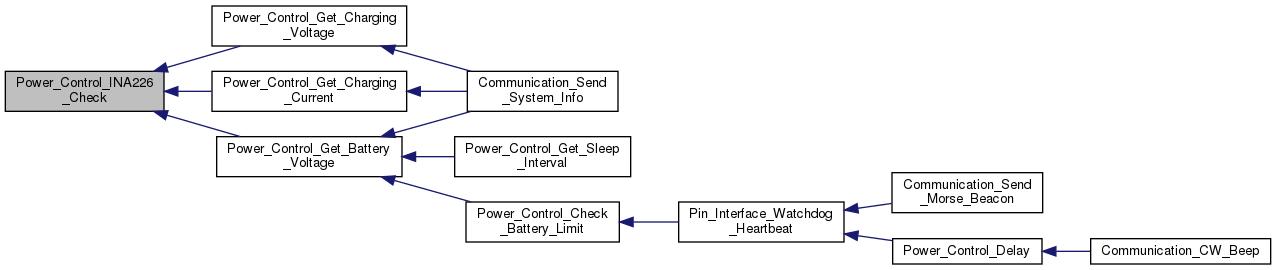 Power_Control_Get_Charging
_Voltage
Power_Control_INA226
_Check
Power_Control_Get_Charging
_Current
Communication_Send
_System_Info
Power_Control_Get_Battery
_Voltage
Power_Control_Get_Sleep
_Interval
Power_Control_Check
_Battery_Limit
Pin_Interface_Watchdog
_Heartbeat
Communication_Send
_Morse_Beacon
Power_Control_Delay
Communication_CW_Beep